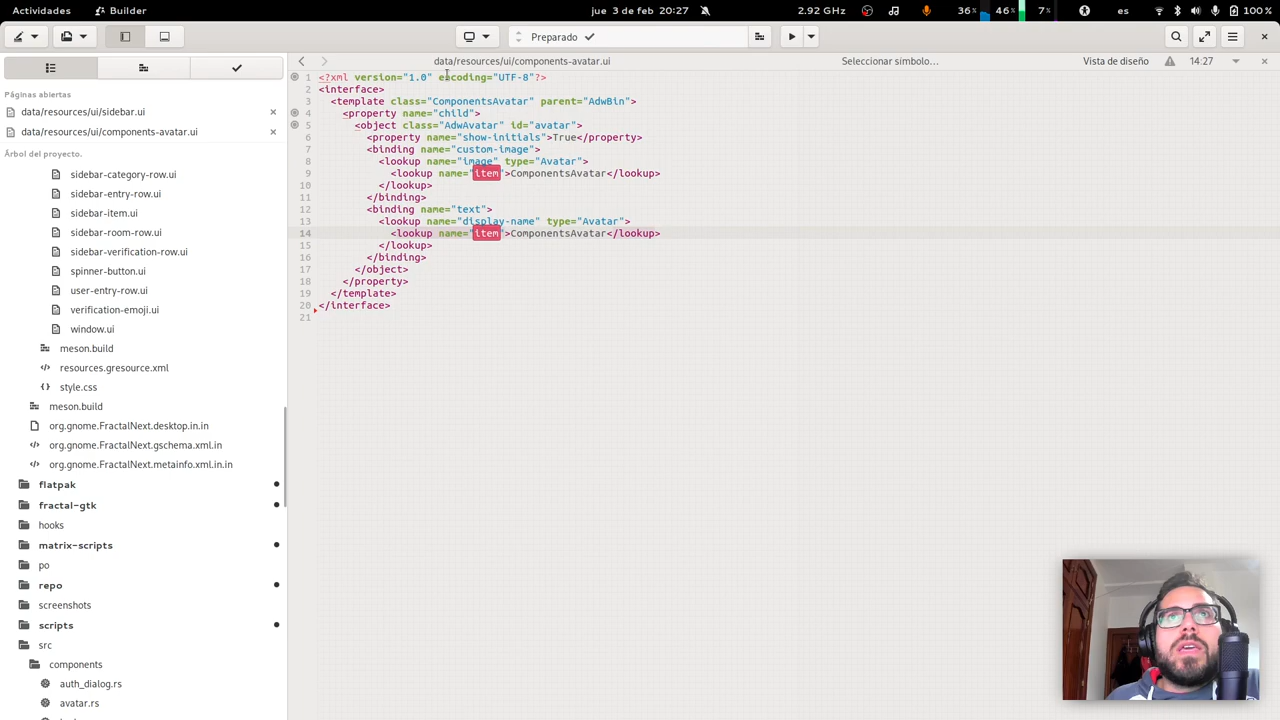 Actividades Builder jue 3 de feb 20:27 2.92 GHz 36% 46% 7% es 100 %
Preparado
data/resources/ui/components-avatar.ui Seleccionar símbolo… Vista de diseño 14:27
Páginas abiertas
data/resources/ui/sidebar.ui
data/resources/ui/components-avatar.ui
Árbol del proyecto.
sidebar-category-row.ui
sidebar-entry-row.ui
sidebar-item.ui
sidebar-room-row.ui
sidebar-verification-row.ui
spinner-button.ui
user-entry-row.ui
verification-emoji.ui
window.ui
meson.build
resources.gresource.xml
style.css
meson.build
org.gnome.FractalNext.desktop.in.in
org.gnome.FractalNext.gschema.xml.in
org.gnome.FractalNext.metainfo.xml.in.in
flatpak
fractal-gtk
hooks
matrix-scripts
po
repo
screenshots
scripts
src
components
auth_dialog.rs
avatar.rs
1 <?xml version="1.0" encoding="UTF-8"?>
2 <interface>
3 <template class="ComponentsAvatar" parent="AdwBin">
4 <property name="child">
5 <object class="AdwAvatar" id="avatar">
6 <property name="show-initials">True</property>
7 <binding name="custom-image">
8 <lookup name="image" type="Avatar">
9 <lookup name="item">ComponentsAvatar</lookup>
10 </lookup>
11 </binding>
12 <binding name="text">
13 <lookup name="display-name" type="Avatar">
14 <lookup name="item">ComponentsAvatar</lookup>
15 </lookup>
16 </binding>
17 </object>
18 </property>
19 </template>
20 </interface>
21